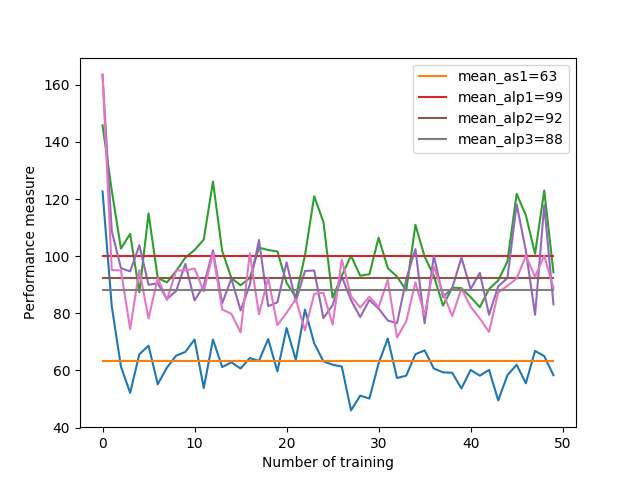 160
140
120
100
80
60
40
Performance measure
mean_as1=63
mean_alp1=99
mean_alp2=92
mean_alp3=88
0 10 20 30 40 50
Number of training